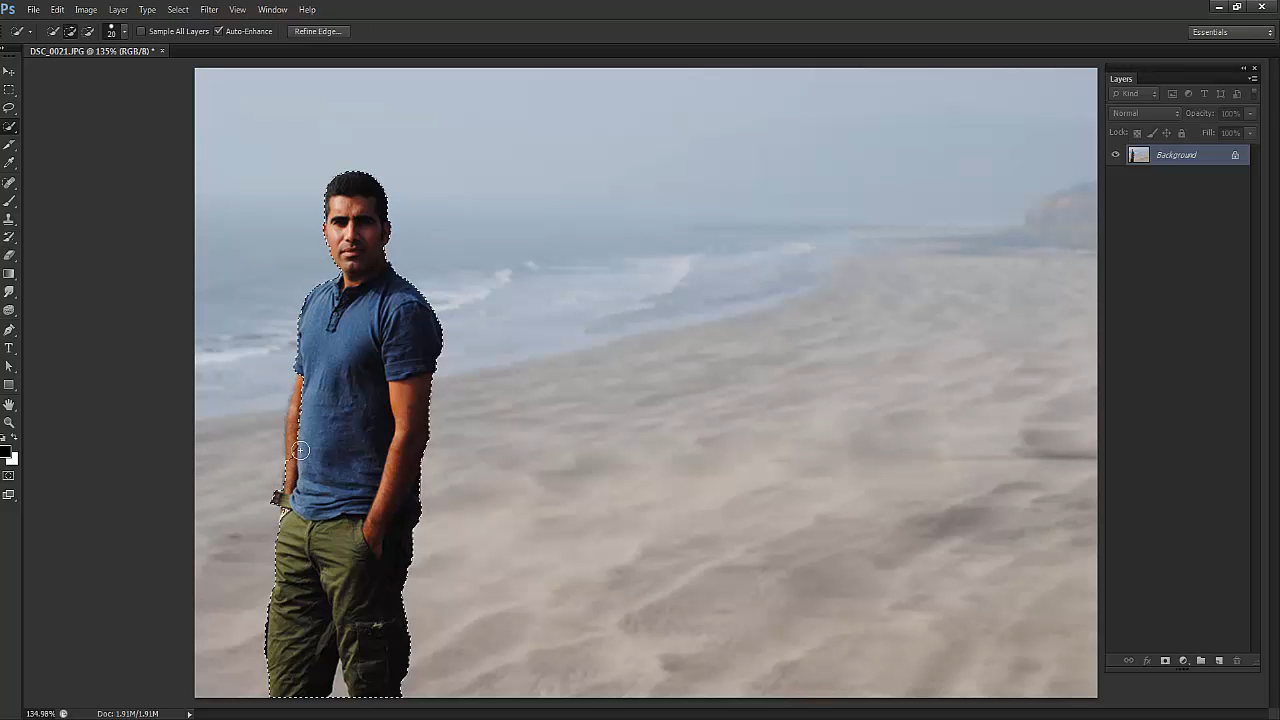 Ps File Edit Image Layer Type Select Filter View Window Help
20 Sample All Layers Auto-Enhance Refine Edge... Essentials
DSC_0021.JPG @ 135% (RGB/8) * ×
Layers
Kind
Normal Opacity: 100%
Lock: Fill: 100%
Background
134.98% Doc: 1.91M/1.91M